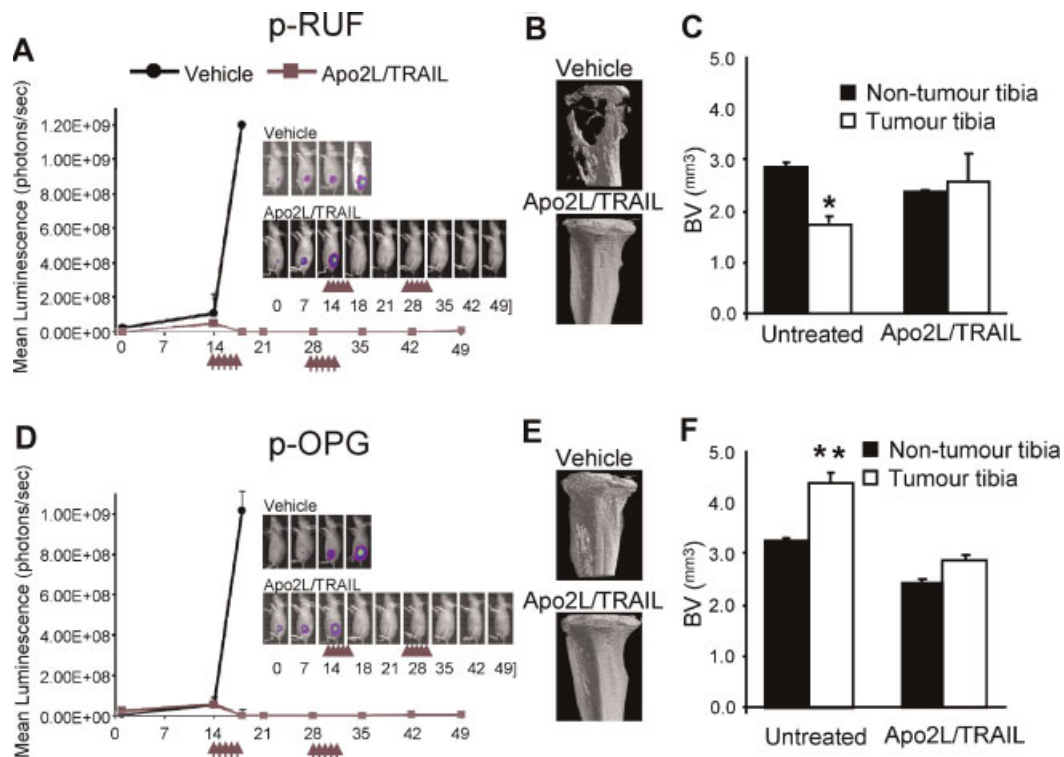 p-RUF
A
Vehicle
Apo2L/TRAIL
Mean Luminescence (photons/sec)
1.20E+09
1.00E+09
8.00E+08
6.00E+08
4.00E+08
2.00E+08
0.00E+00
0 7 14 21 28 35 42 49
Vehicle
Apo2L/TRAIL
0 7 14 18 21 28 35 42 49]
B
Vehicle
Apo2L/TRAIL
C
BV (mm3)
5.0
4.0
3.0
2.0
1.0
0.0
Non-tumour tibia
Tumour tibia
*
Untreated Apo2L/TRAIL
D
p-OPG
Mean Luminescence (photons/sec)
1.00E+09
8.00E+08
6.00E+08
4.00E+08
2.00E+08
0.00E+00
0 7 14 21 28 35 42 49
Vehicle
Apo2L/TRAIL
0 7 14 18 21 28 35 42 49]
E
Vehicle
Apo2L/TRAIL
F
BV (mm3)
5.0
4.0
3.0
2.0
1.0
0.0
Non-tumour tibia
Tumour tibia
**
Untreated Apo2L/TRAIL